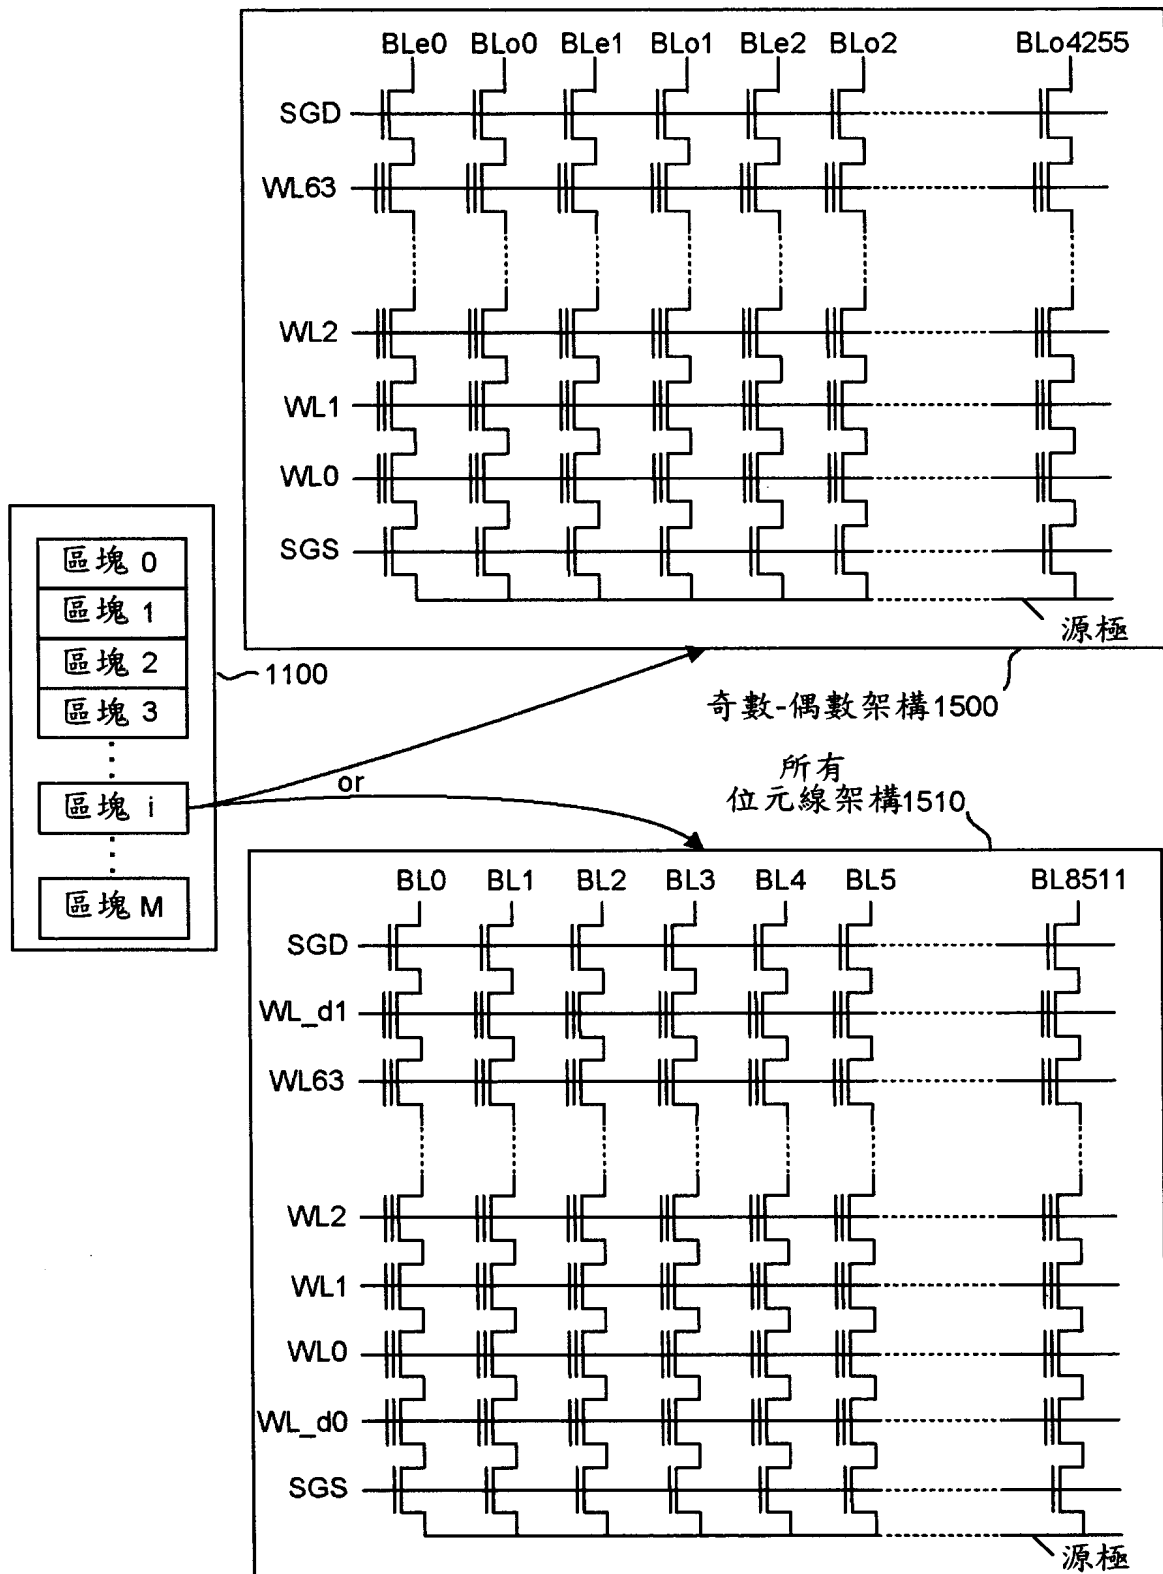 BLe0 BLo0 BLe1 BLo1 BLe2 BLo2 BLo4255
SGD
WL63
WL2
WL1
WL0
SGS
源極
奇數-偶數架構1500
區塊 0
區塊 1
區塊 2
區塊 3
區塊 i
區塊 M
1100
or
所有
位元線架構1510
BL0 BL1 BL2 BL3 BL4 BL5 BL8511
SGD
WL_d1
WL63
WL2
WL1
WL0
WL_d0
SGS
源極